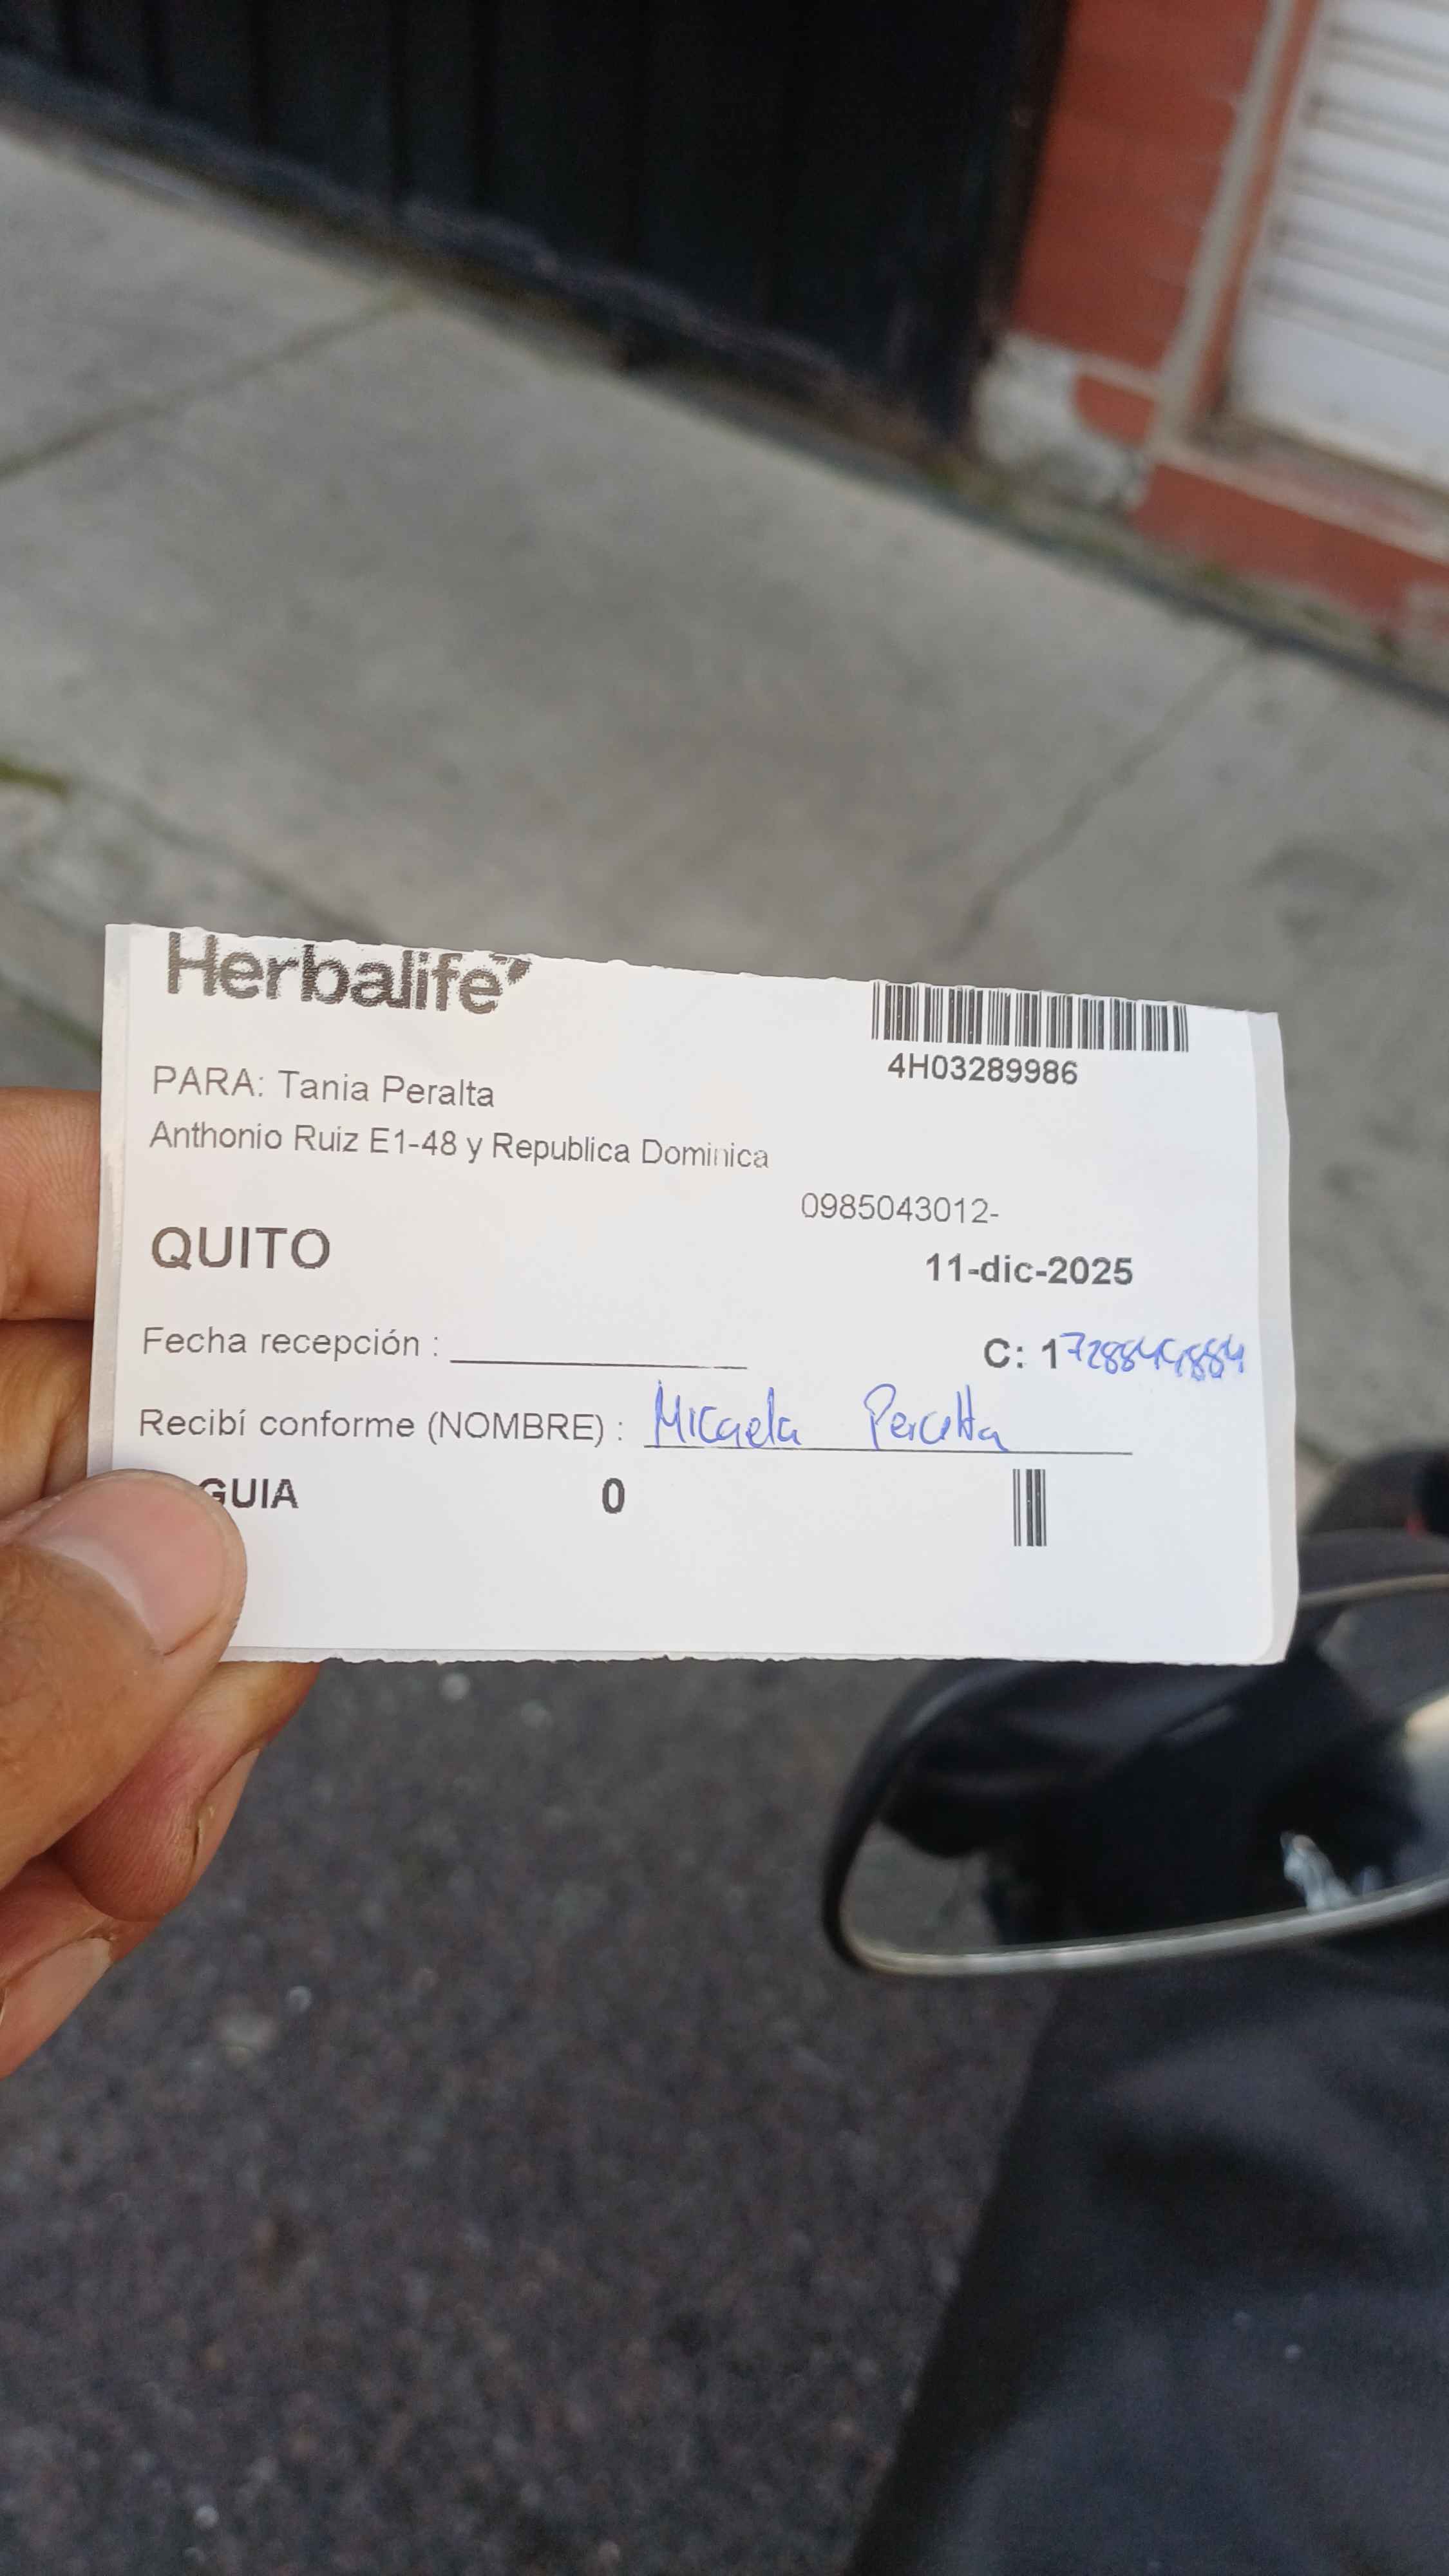 Herbalife
4H03289986
PARA: Tania Peralta
Anthonio Ruiz E1-48 y Republica Dominica
0985043012-
QUITO
11-dic-2025
Fecha recepción :
C: 1
Recibí conforme (NOMBRE) : Micaela Peralta
GUIA 0